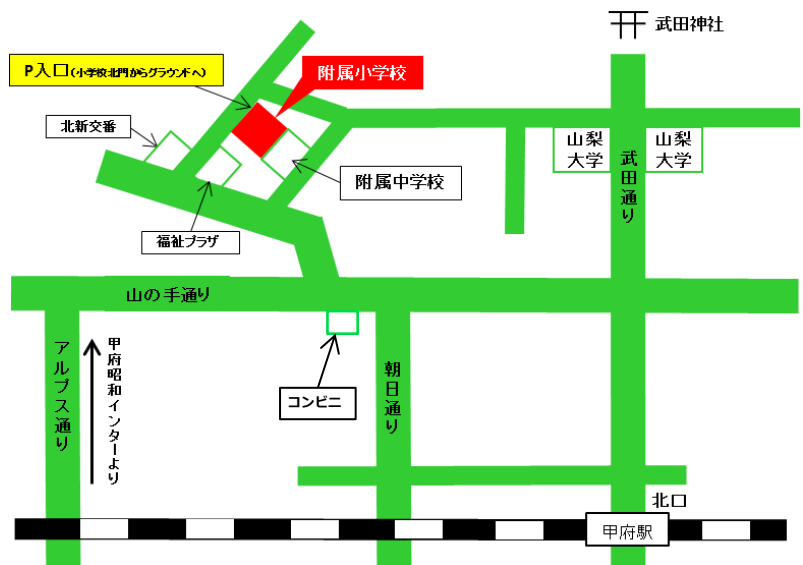 武田神社
P入口(小学校北門からグラウンドへ)
附属小学校
北新交番
山梨
大学
山梨
大学
武田通り
附属中学校
福祉プラザ
山の手通り
アルプス通り
甲府昭和インターより
コンビニ
朝日通り
北口
甲府駅